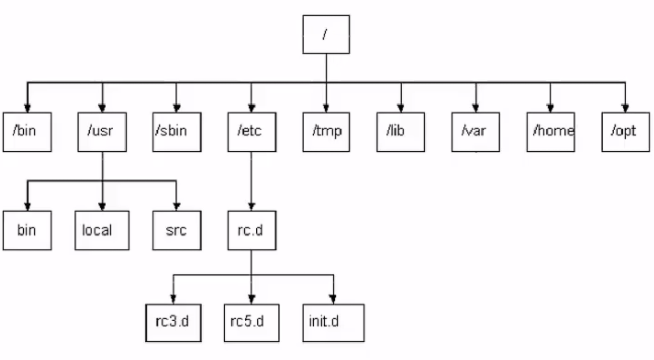 /
/bin /usr /sbin /etc /tmp /lib /var /home /opt
bin local src rc.d
rc3.d rc5.d init.d